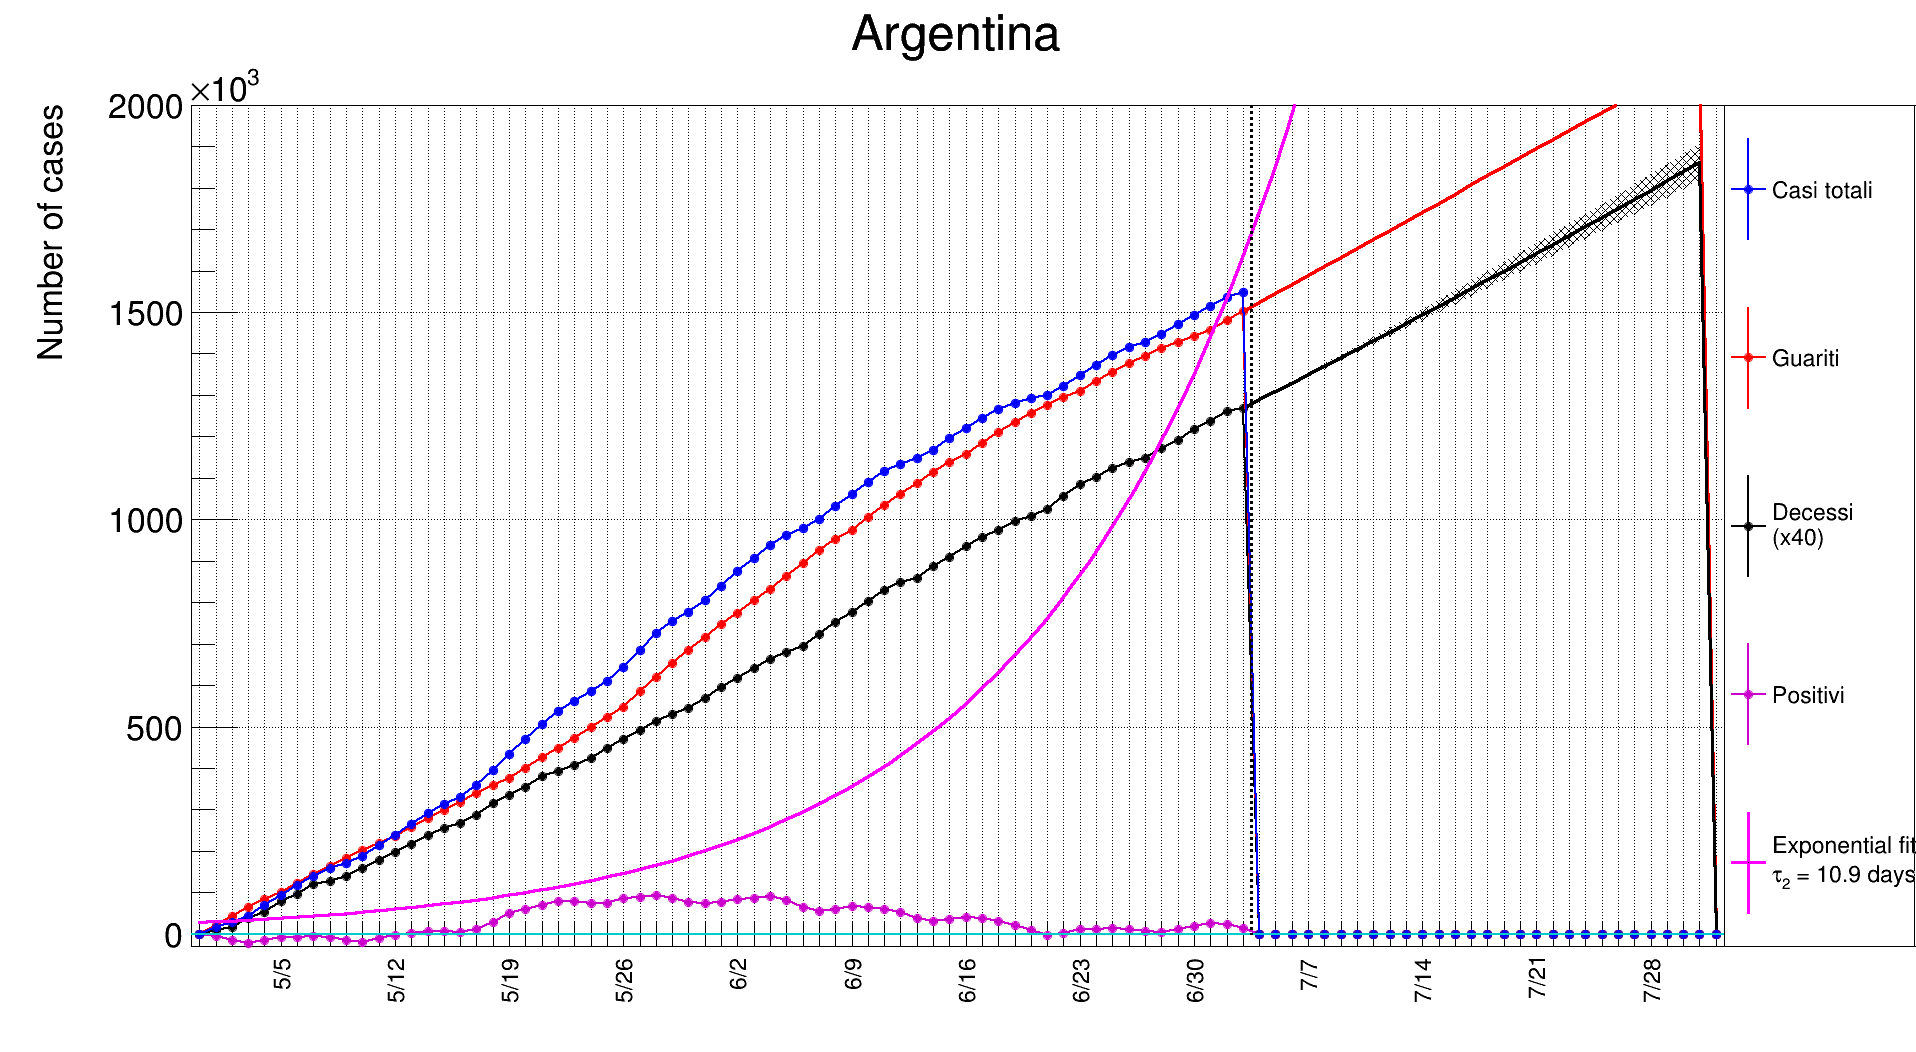 Argentina
×10³
Number of cases
2000
1500
1000
500
0
5/5
5/12
5/19
5/26
6/2
6/9
6/16
6/23
6/30
7/7
7/14
7/21
7/28
Casi totali
Guariti
Decessi
(x40)
Positivi
Exponential fit
τ₂ = 10.9 days